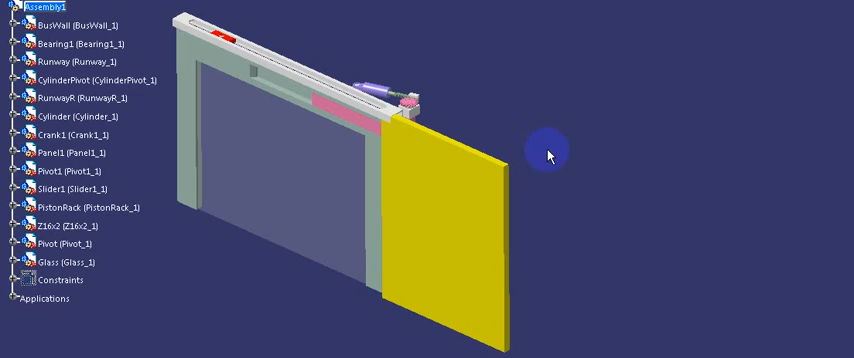 Assembly1
BusWall (BusWall_1)
Bearing1 (Bearing1_1)
Runway (Runway_1)
CylinderPivot (CylinderPivot_1)
RunwayR (RunwayR_1)
Cylinder (Cylinder_1)
Crank1 (Crank1_1)
Panel1 (Panel1_1)
Pivot1 (Pivot1_1)
Slider1 (Slider1_1)
PistonRack (PistonRack_1)
Z16x2 (Z16x2_1)
Pivot (Pivot_1)
Glass (Glass_1)
Constraints
Applications